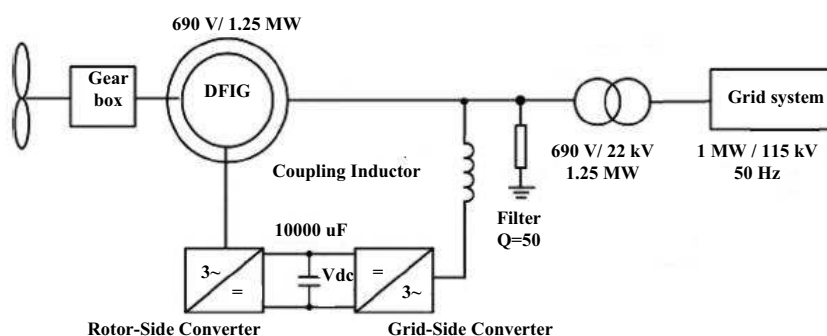 690 V/ 1.25 MW
Gear
box
DFIG
Grid system
690 V/ 22 kV
1.25 MW
1 MW / 115 kV
50 Hz
Coupling Inductor
Filter
Q=50
10000 uF
3~
=
Vdc
=
3~
Rotor-Side Converter
Grid-Side Converter